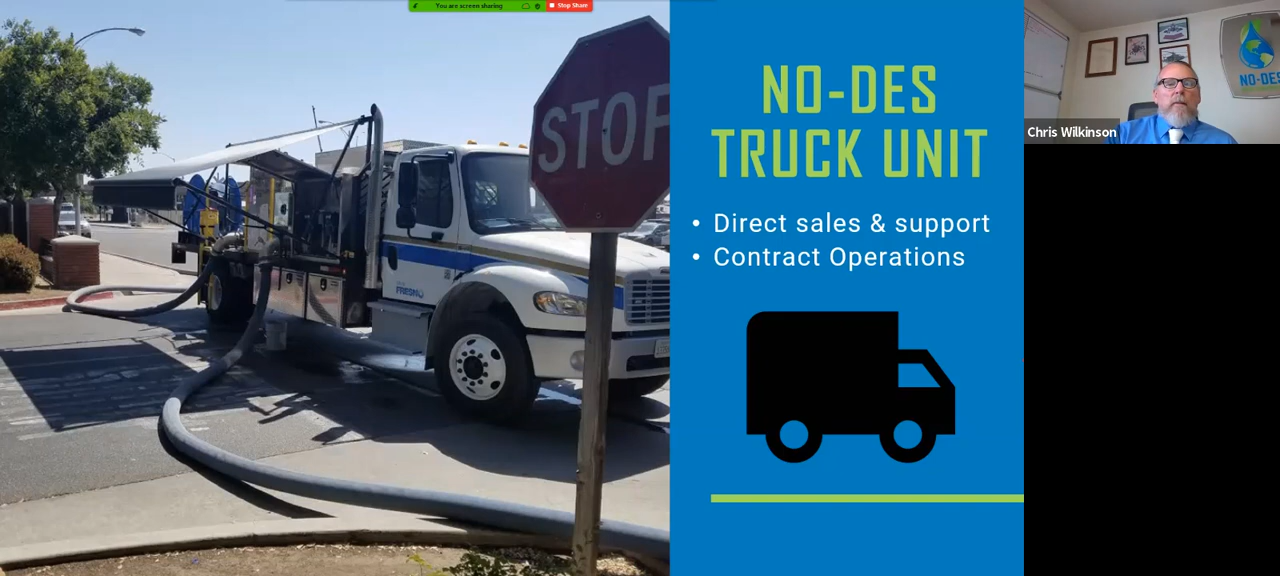 You are screen sharing
Stop Share
STOP
FRESNO
NO-DES
TRUCK UNIT
• Direct sales & support
• Contract Operations
NO-DES
Chris Wilkinson